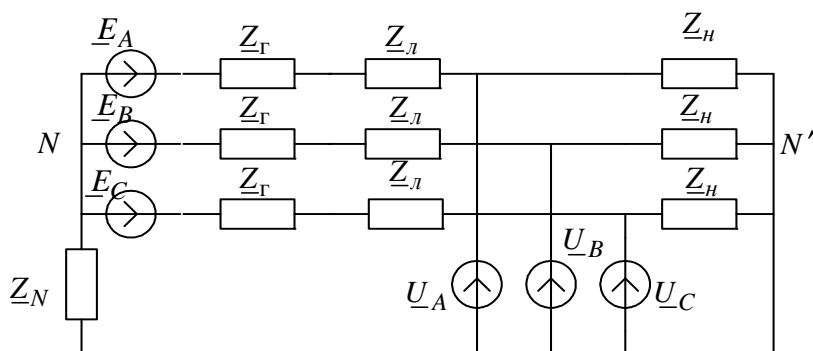 E_A Z_Г Z_л Z_н
E_B Z_Г Z_л Z_н
N N′
E_C Z_Г Z_л Z_н
Z_N U_A U_B U_C